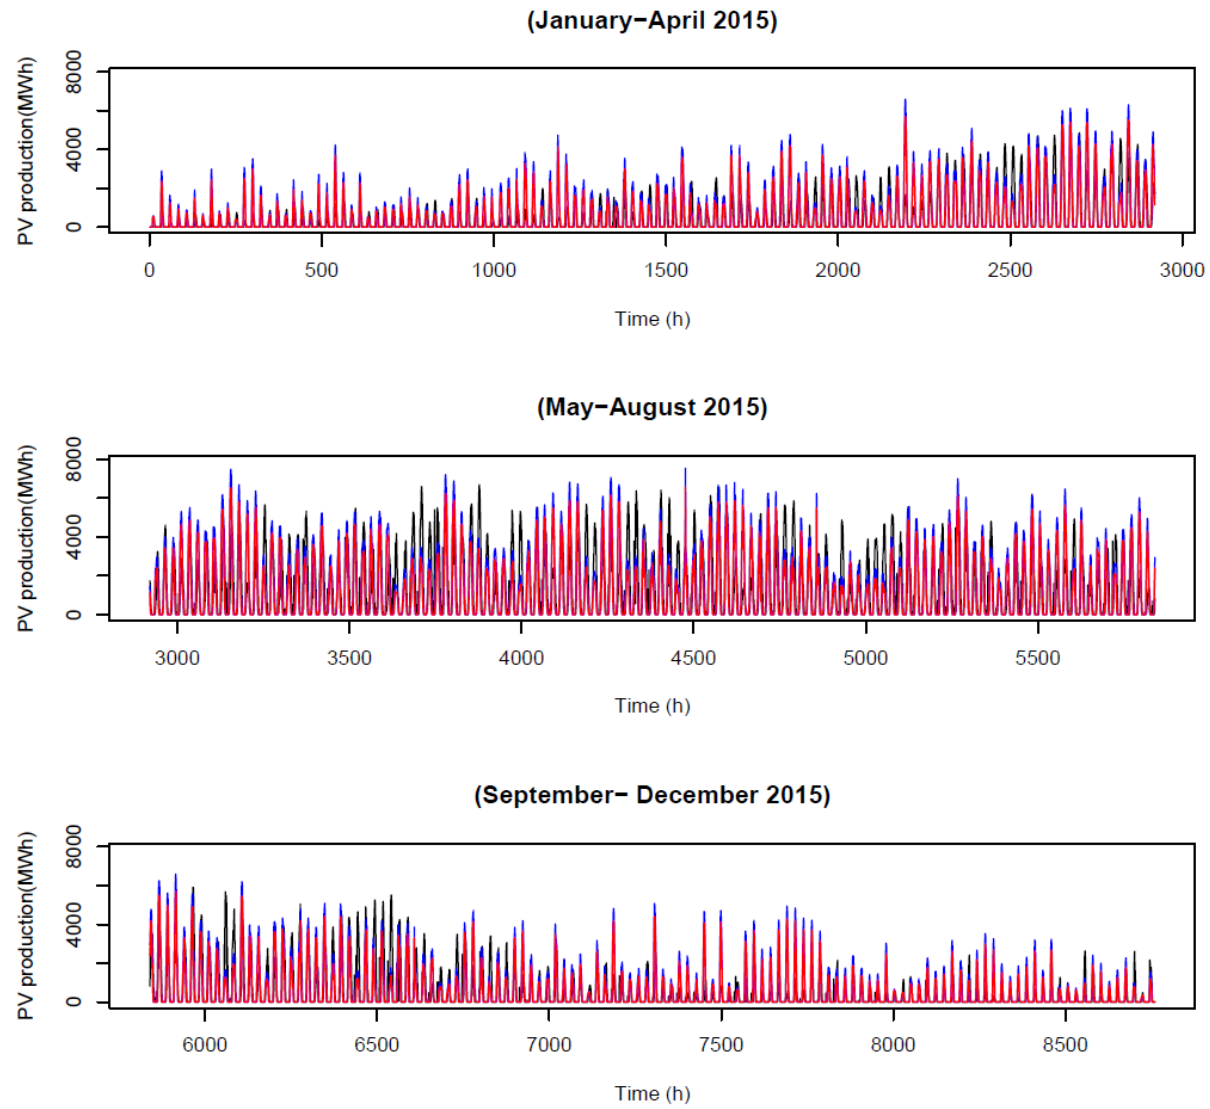 (January−April 2015)
PV production(MWh)
8000
4000
0
0 500 1000 1500 2000 2500 3000
Time (h)
(May−August 2015)
PV production(MWh)
8000
4000
0
3000 3500 4000 4500 5000 5500
Time (h)
(September− December 2015)
PV production(MWh)
8000
4000
0
6000 6500 7000 7500 8000 8500
Time (h)